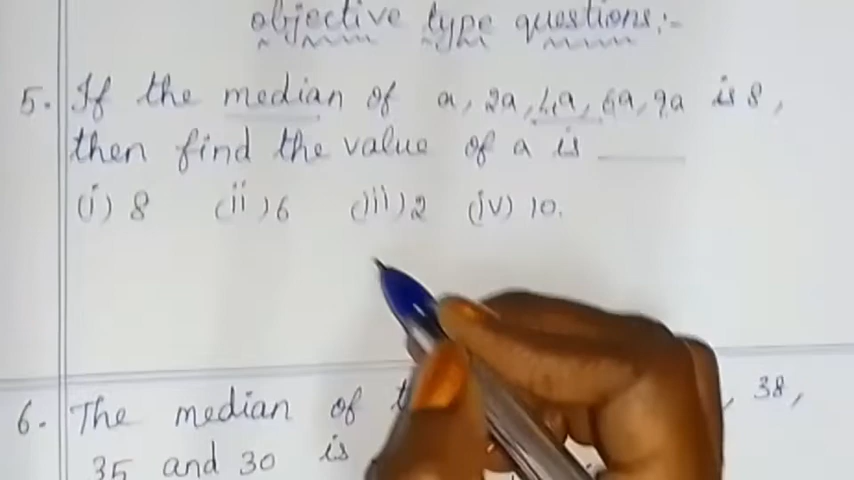 objective type questions:-
5. If the median of a, 2a, 4a, 6a, 9a is 8,
then find the value of a is ______
(i) 8 (ii) 6 (iii) 2 (iv) 10.
6. The median of , 38,
35 and 30 is